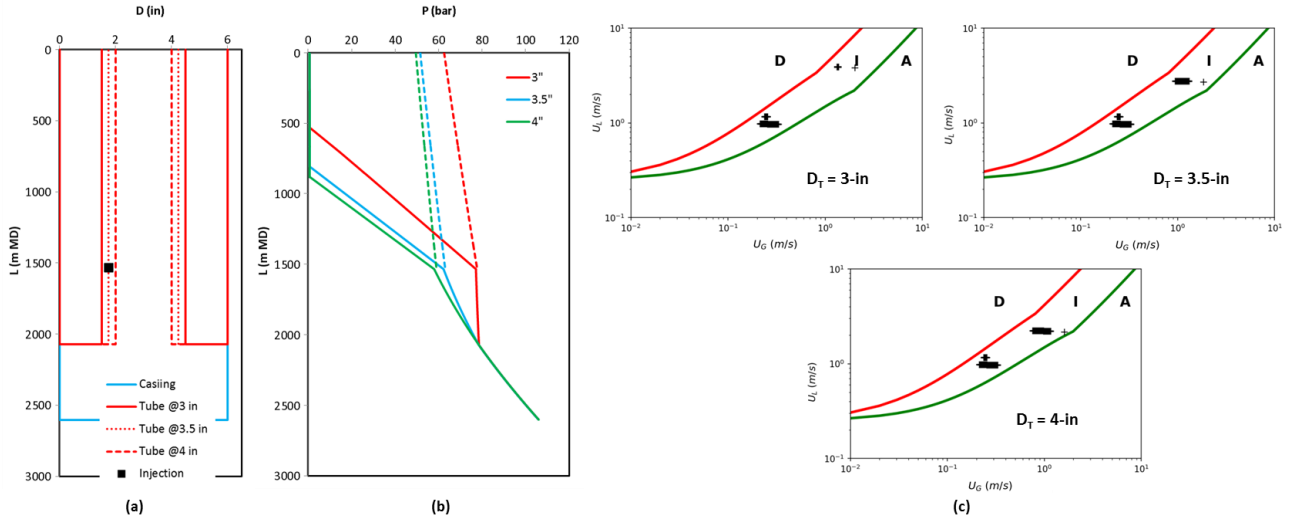 D (in)
0 2 4 6
0
500
1000
1500
2000
2500
3000
L (m MD)
Casiing
Tube @3 in
Tube @3.5 in
Tube @4 in
Injection
(a)
P (bar)
0 20 40 60 80 100 120
0
500
1000
1500
2000
2500
3000
L (m MD)
3"
3.5"
4"
(b)
10¹
10⁰
10⁻¹
U_L (m/s)
D I A
D_T = 3-in
10⁻² 10⁻¹ 10⁰ 10¹
U_G (m/s)
10¹
10⁰
10⁻¹
U_L (m/s)
D I A
D_T = 3.5-in
10⁻² 10⁻¹ 10⁰ 10¹
U_G (m/s)
10¹
10⁰
10⁻¹
U_L (m/s)
D I A
D_T = 4-in
10⁻² 10⁻¹ 10⁰ 10¹
U_G (m/s)
(c)